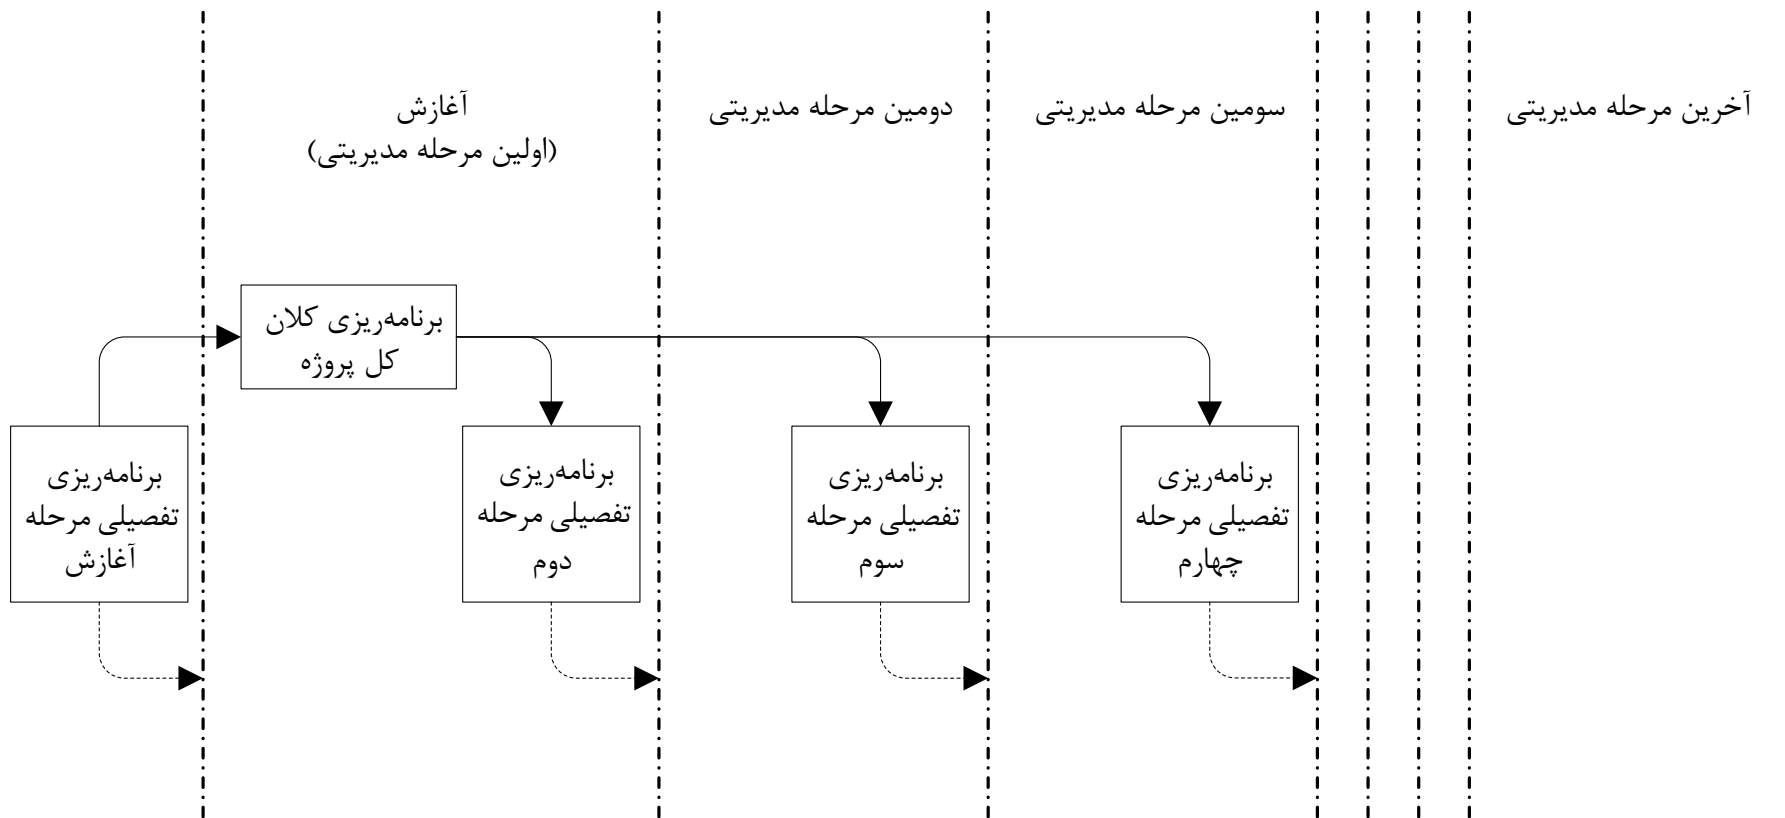 آغازش
(اولین مرحله مدیریتی)
دومین مرحله مدیریتی
سومین مرحله مدیریتی
آخرین مرحله مدیریتی
برنامه‌ریزی کلان
کل پروژه
برنامه‌ریزی
تفصیلی مرحله
آغازش
برنامه‌ریزی
تفصیلی مرحله
دوم
برنامه‌ریزی
تفصیلی مرحله
سوم
برنامه‌ریزی
تفصیلی مرحله
چهارم